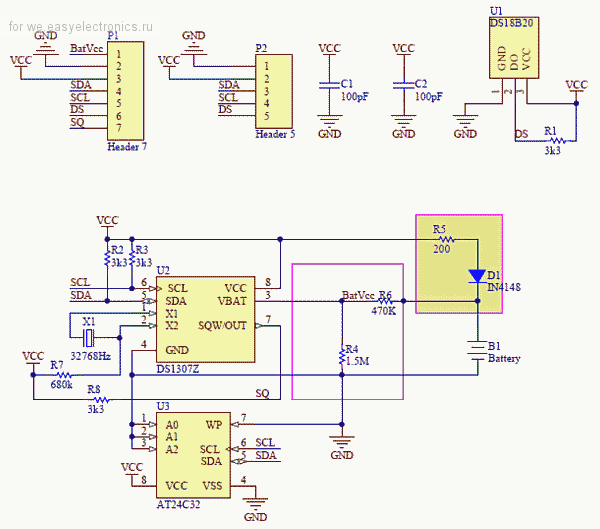 for we easyelectronics.ru
P1
GND
BatVcc
VCC
SDA
SCL
DS
SQ
1
2
3
4
5
6
7
Header 7
P2
GND
VCC
SDA
SCL
DS
1
2
3
4
5
Header 5
VCC
C1
100pF
GND
VCC
C2
100pF
GND
U1
DS18B20
GND
DO
VCC
1
2
3
GND
DS
VCC
R1
3k3
VCC
R2
3k3
R3
3k3
SCL
SDA
U2
6 SCL VCC 8
5 SDA VBAT 3
1 X1
2 X2 SQW/OUT 7
4 GND
DS1307Z
X1
32768Hz
VCC
R7
680k
R8
3k3
SQ
BatVcc
R6
470K
R4
1.5M
GND
R5
200
D1
IN4148
B1
Battery
U3
1 A0 WP 7
2 A1
3 A2 SCL 6 SCL
SDA 5 SDA
VCC
8 VCC VSS 4
AT24C32
GND